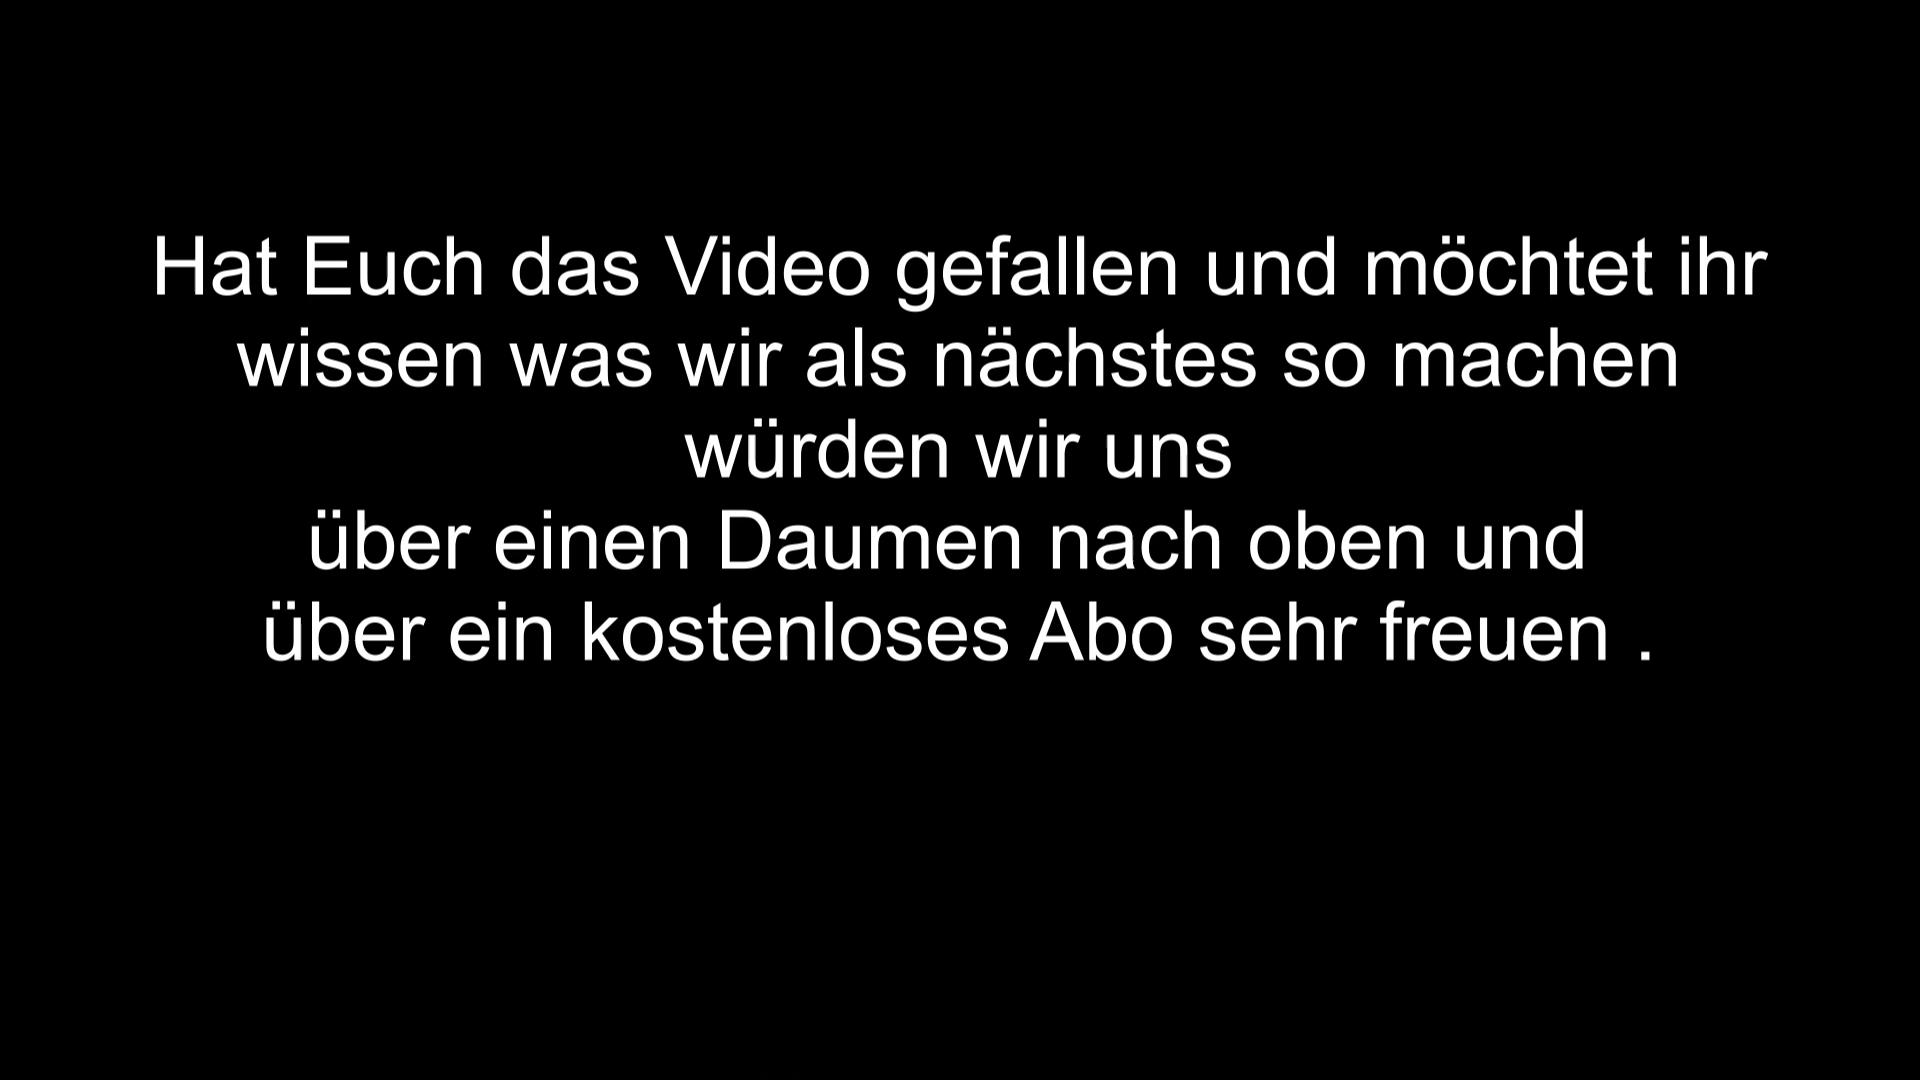 Hat Euch das Video gefallen und möchtet ihr
wissen was wir als nächstes so machen
würden wir uns
über einen Daumen nach oben und
über ein kostenloses Abo sehr freuen .